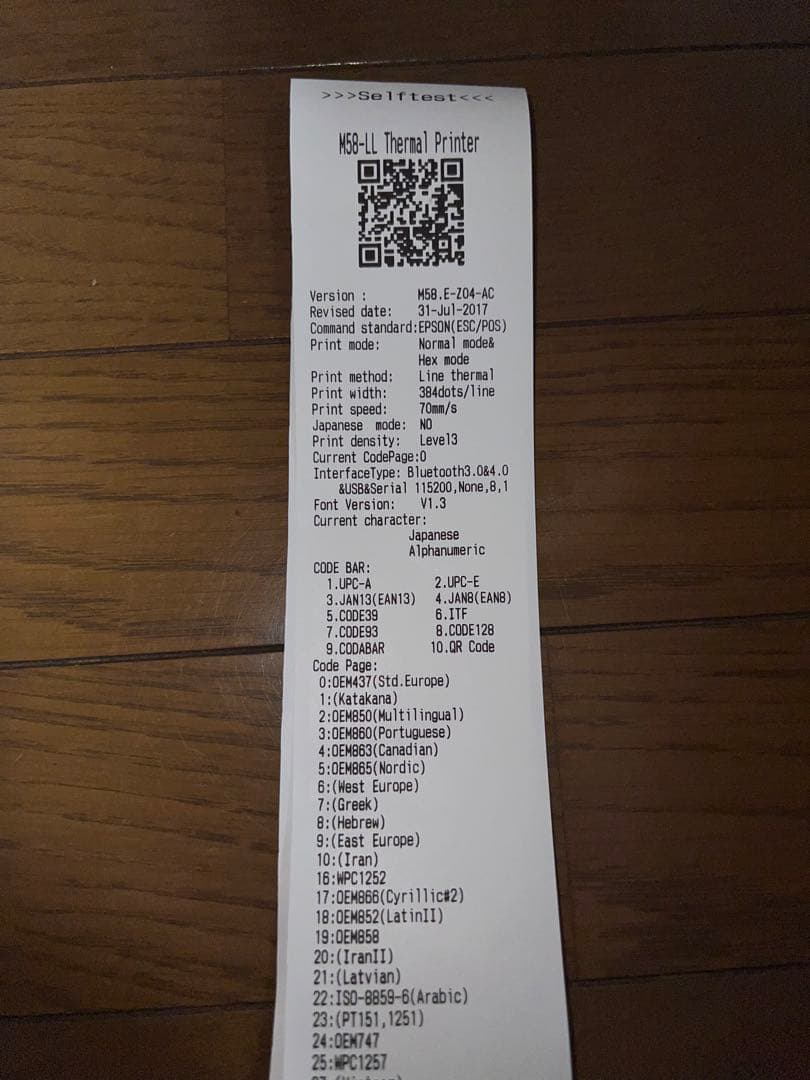 >>>Selftest<<<
M58-LL Thermal Printer
Version : M58.E-Z04-AC
Revised date: 31-Jul-2017
Command standard:EPSON(ESC/POS)
Print mode: Normal mode&
Hex mode
Print method: Line thermal
Print width: 384dots/line
Print speed: 70mm/s
Japanese mode: NO
Print density: Level3
Current CodePage:0
InterfaceType: Bluetooth3.0&4.0
&USB&Serial 115200,None,8,1
Font Version: V1.3
Current character:
Japanese
Alphanumeric
CODE BAR:
1.UPC-A 2.UPC-E
3.JAN13(EAN13) 4.JAN8(EAN8)
5.CODE39 6.ITF
7.CODE93 8.CODE128
9.CODABAR 10.QR Code
Code Page:
0:OEM437(Std.Europe)
1:(Katakana)
2:OEM850(Multilingual)
3:OEM860(Portuguese)
4:OEM863(Canadian)
5:OEM865(Nordic)
6:(West Europe)
7:(Greek)
8:(Hebrew)
9:(East Europe)
10:(Iran)
16:WPC1252
17:OEM866(Cyrillic#2)
18:OEM852(LatinII)
19:OEM858
20:(IranII)
21:(Latvian)
22:ISO-8859-6(Arabic)
23:(PT151,1251)
24:OEM747
25:WPC1257